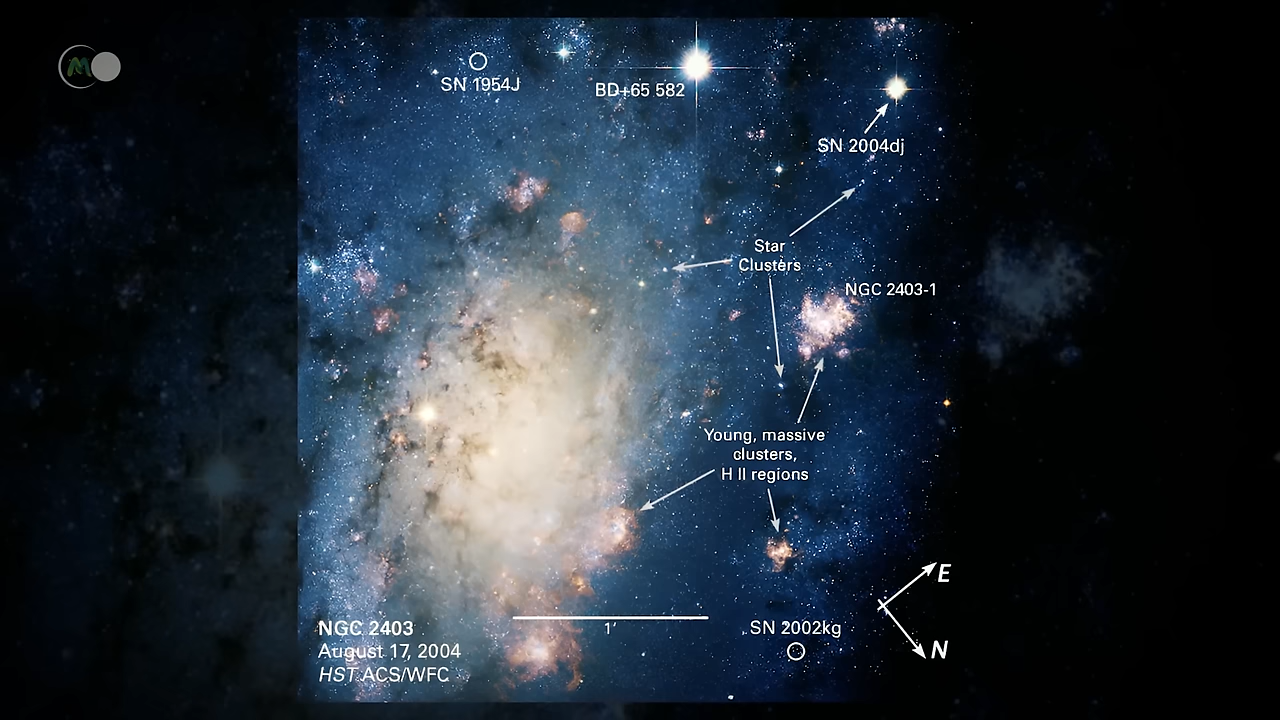 M
SN 1954J
BD+65 582
SN 2004dj
Star
Clusters
NGC 2403-1
Young, massive
clusters,
H II regions
E
NGC 2403
1'
SN 2002kg
August 17, 2004
N
HST ACS/WFC